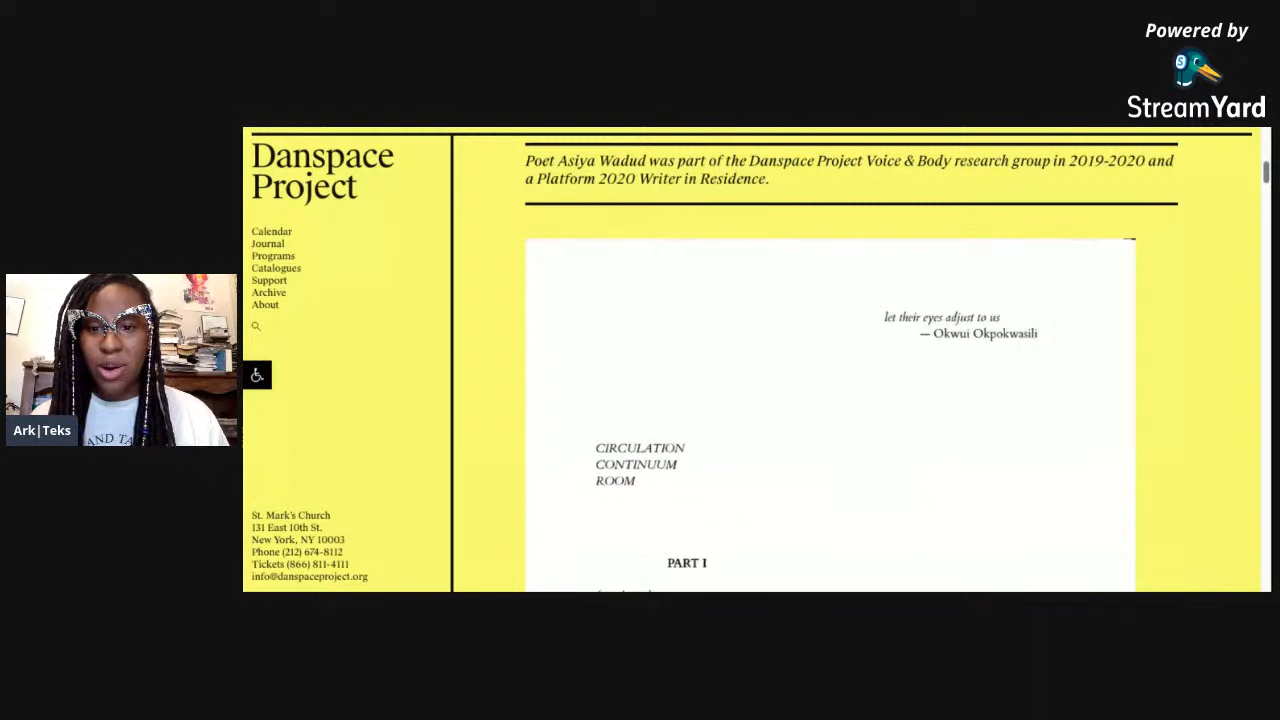 Powered by
StreamYard
Danspace
Project
Calendar
Journal
Programs
Catalogues
Support
Archive
About
St. Mark's Church
131 East 10th St.
New York, NY 10003
Phone (212) 674-8112
Tickets (866) 811-4111
info@danspaceproject.org
Poet Asiya Wadud was part of the Danspace Project Voice & Body research group in 2019-2020 and
a Platform 2020 Writer in Residence.
let their eyes adjust to us
— Okwui Okpokwasili
CIRCULATION
CONTINUUM
ROOM
PART I
Ark|Teks
AND TA